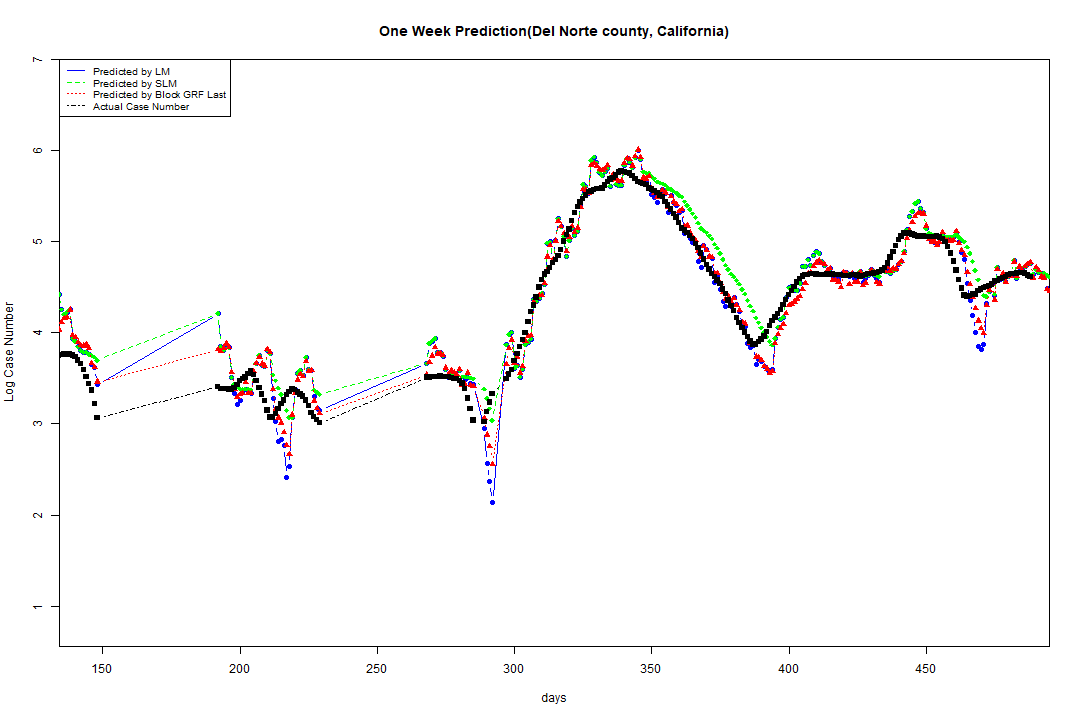 One Week Prediction(Del Norte county, California)
Predicted by LM
Predicted by SLM
Predicted by Block GRF Last
Actual Case Number
7
6
5
4
3
2
1
Log Case Number
150 200 250 300 350 400 450
days